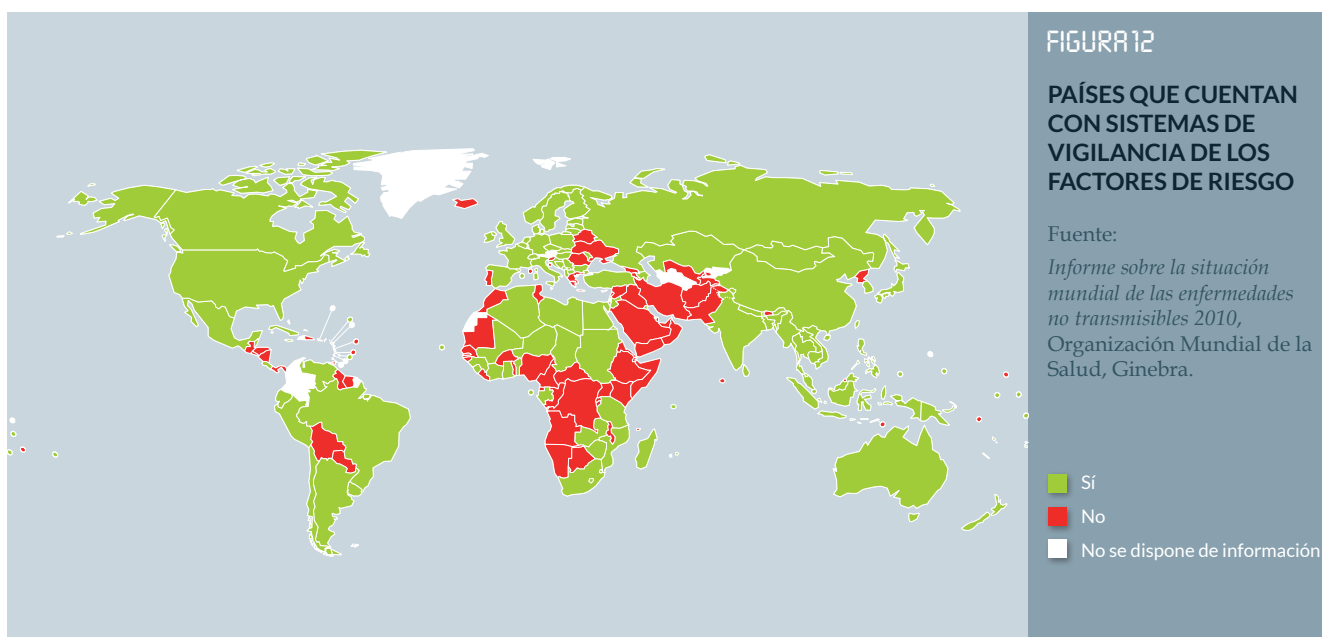 FIGURA 12
PAÍSES QUE CUENTAN
CON SISTEMAS DE
VIGILANCIA DE LOS
FACTORES DE RIESGO
Fuente:
Informe sobre la situación
mundial de las enfermedades
no transmisibles 2010,
Organización Mundial de la
Salud, Ginebra.
Sí
No
No se dispone de información